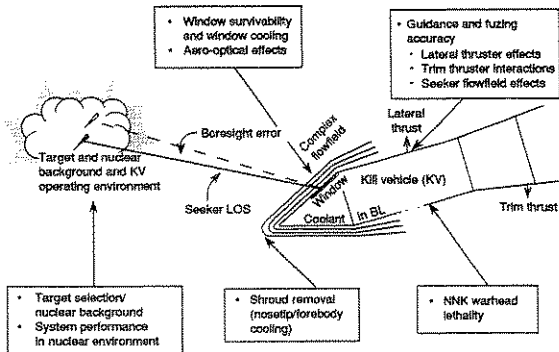 • Window survivability
and window cooling
• Aero-optical effects
• Guidance and fuzing
accuracy
• Lateral thruster effects
• Trim thruster interactions
• Seeker flowfield effects
Lateral
thrust
Complex
flowfield
Boresight error
Target and nuclear
background and KV
operating environment
Window
Kill vehicle (KV)
Seeker LOS
Coolant
in BL
Trim thrust
• Target selection/
nuclear background
• System performance
in nuclear environment
• Shroud removal
(nosetip/forebody
cooling)
• NNK warhead
lethality